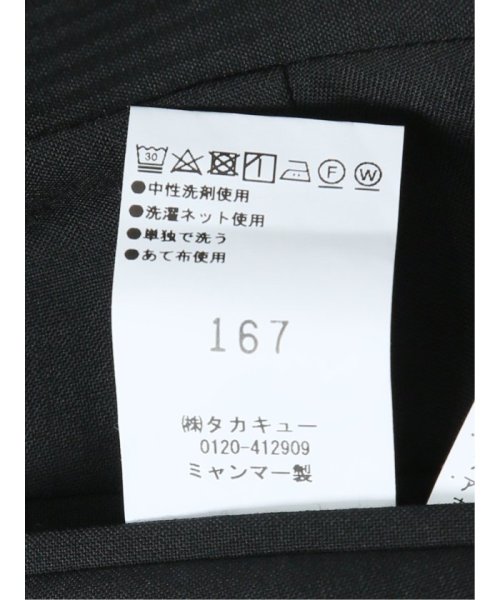 30 F W
●中性洗剤使用
●洗濯ネット使用
●単独で洗う
●あて布使用
167
㈱タカキュー
0120-412909
ミャンマー製